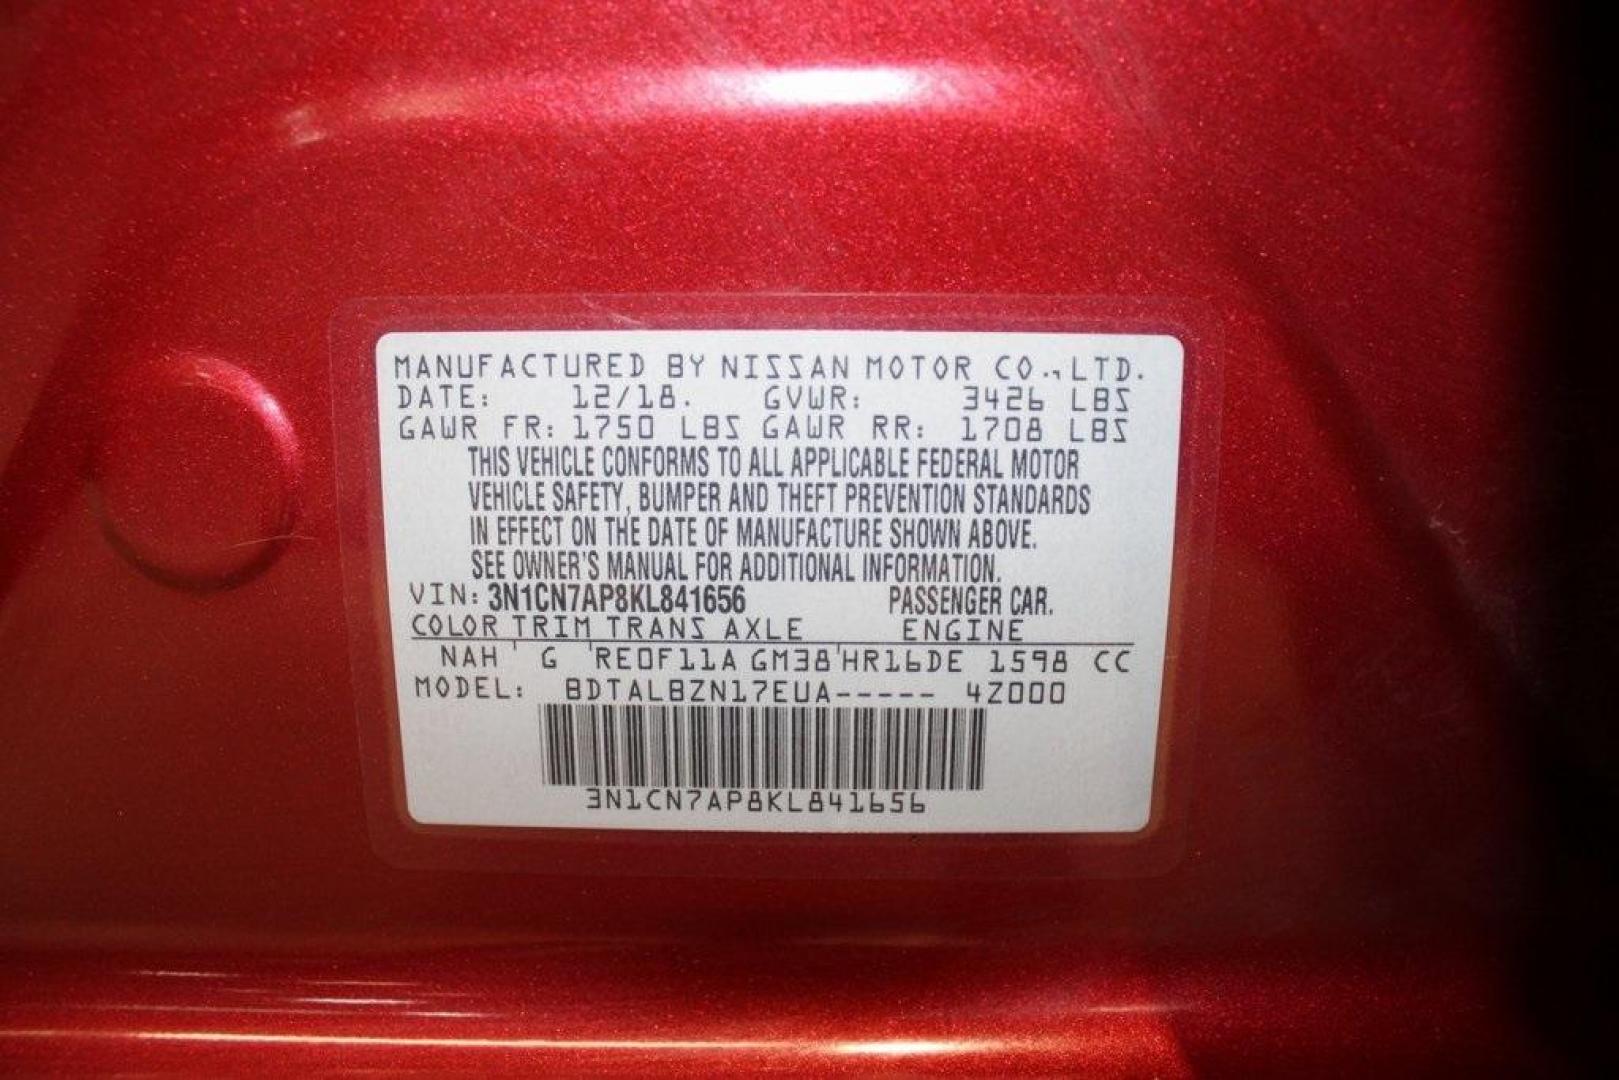 MANUFACTURED BY NISSAN MOTOR CO., LTD.
DATE: 12/18. GVWR: 3426 LBS
GAWR FR: 1750 LBS GAWR RR: 1708 LBS
THIS VEHICLE CONFORMS TO ALL APPLICABLE FEDERAL MOTOR
VEHICLE SAFETY, BUMPER AND THEFT PREVENTION STANDARDS
IN EFFECT ON THE DATE OF MANUFACTURE SHOWN ABOVE.
SEE OWNER'S MANUAL FOR ADDITIONAL INFORMATION.
VIN: 3N1CN7AP8KL841656 PASSENGER CAR.
COLOR TRIM TRANS AXLE ENGINE
NAH G RE0F11A GM38 HR16DE 1598 CC
MODEL: BDTALBZN17EUA----- 4Z000
3N1CN7AP8KL841656